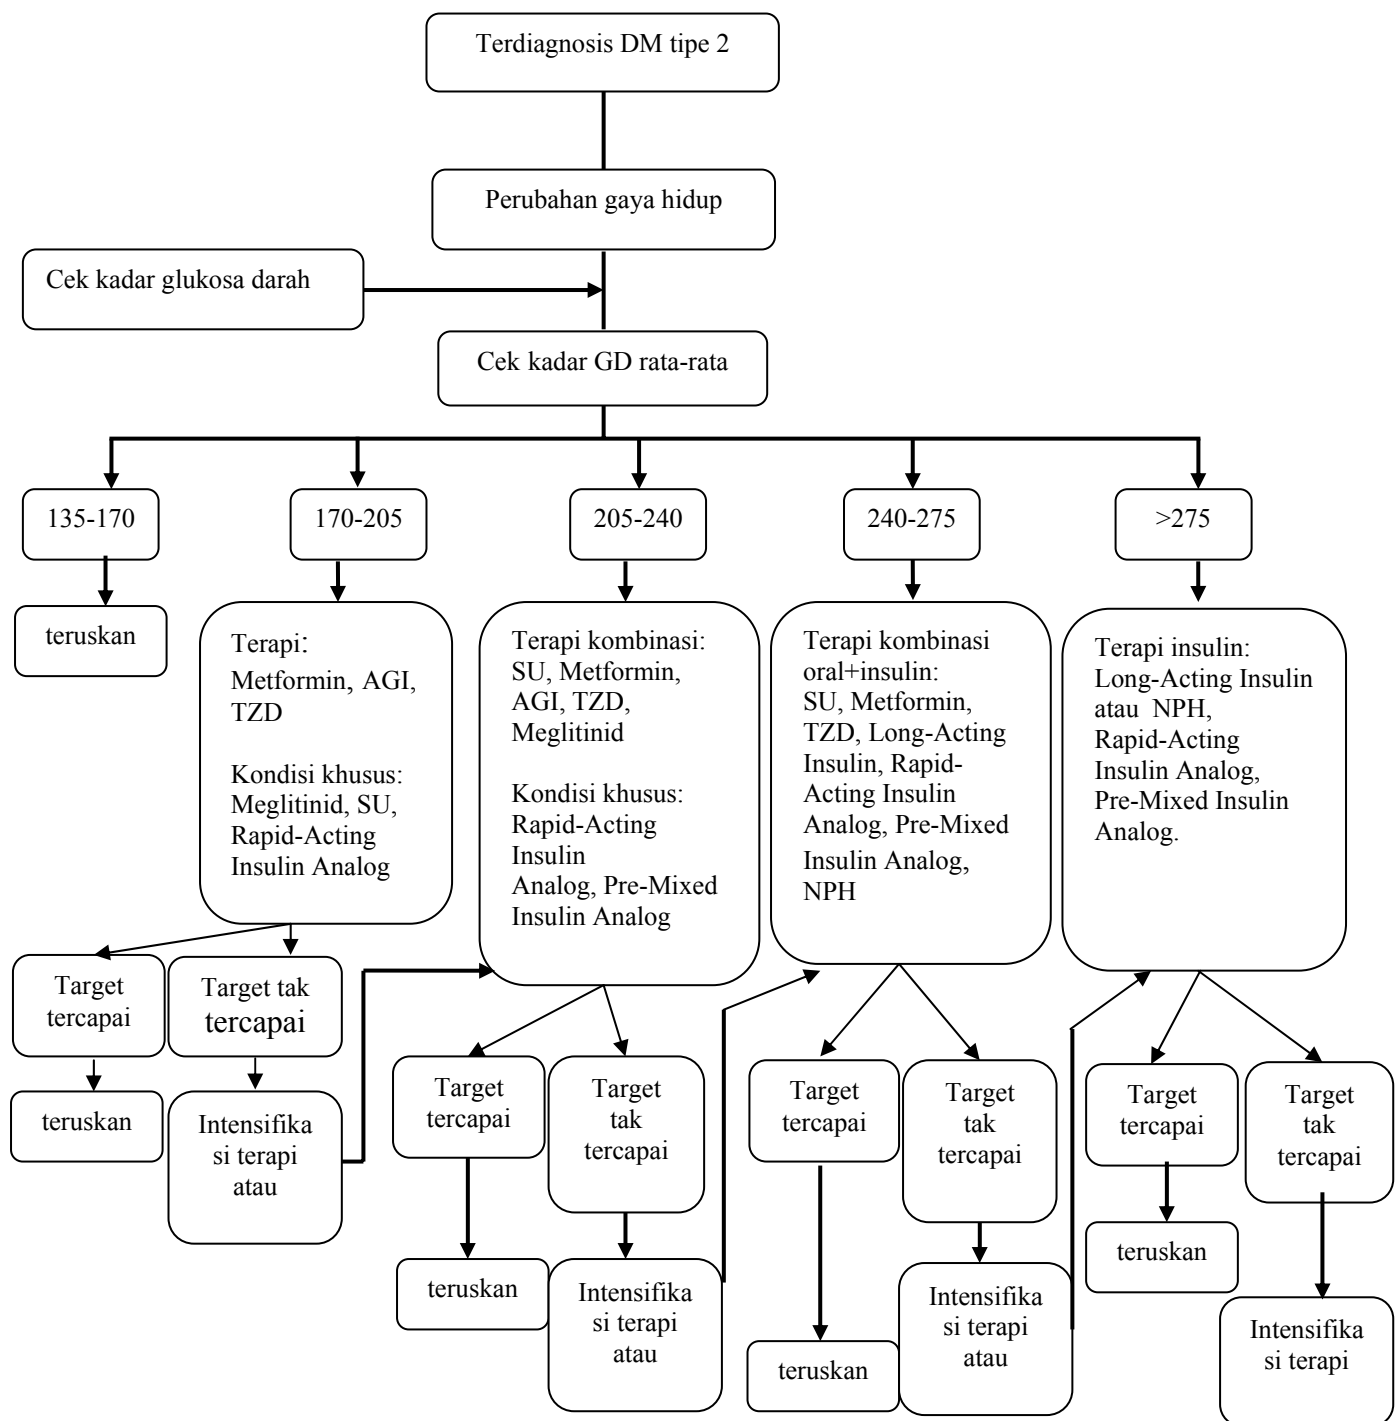 Terdiagnosis DM tipe 2
Perubahan gaya hidup
Cek kadar glukosa darah
Cek kadar GD rata-rata
135-170
170-205
205-240
240-275
>275
teruskan
Terapi:
Metformin, AGI,
TZD
Kondisi khusus:
Meglitinid, SU,
Rapid-Acting
Insulin Analog
Terapi kombinasi:
SU, Metformin,
AGI, TZD,
Meglitinid
Kondisi khusus:
Rapid-Acting
Insulin
Analog, Pre-Mixed
Insulin Analog
Terapi kombinasi
oral+insulin:
SU, Metformin,
TZD, Long-Acting
Insulin, Rapid-
Acting Insulin
Analog, Pre-Mixed
Insulin Analog,
NPH
Terapi insulin:
Long-Acting Insulin
atau NPH,
Rapid-Acting
Insulin Analog,
Pre-Mixed Insulin
Analog.
Target
tercapai
Target tak
tercapai
teruskan
Intensifika
si terapi
atau
Target
tercapai
Target
tak
tercapai
teruskan
Intensifika
si terapi
atau
Target
tercapai
Target
tak
tercapai
teruskan
Intensifika
si terapi
atau
Target
tercapai
Target
tak
tercapai
teruskan
Intensifika
si terapi